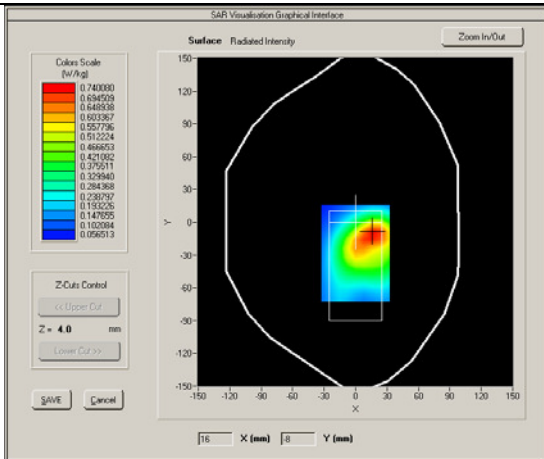 SAR Visualisation Graphical Interface
Surface Radiated Intensity
Zoom In/Out
Colors Scale
(W/kg)
0.740080
0.694509
0.648938
0.603367
0.557796
0.512224
0.466653
0.421082
0.375511
0.329940
0.284368
0.238797
0.193226
0.147655
0.102084
0.056513
Z-Cuts Control
<< Upper Cut
Z = 4.0 mm
Lower Cut >>
SAVE Cancel
150
120
90
60
30
0
-30
-60
-90
-120
-150
Y
-150 -120 -90 -60 -30 0 30 60 90 120 150
X
16 X (mm) -8 Y (mm)